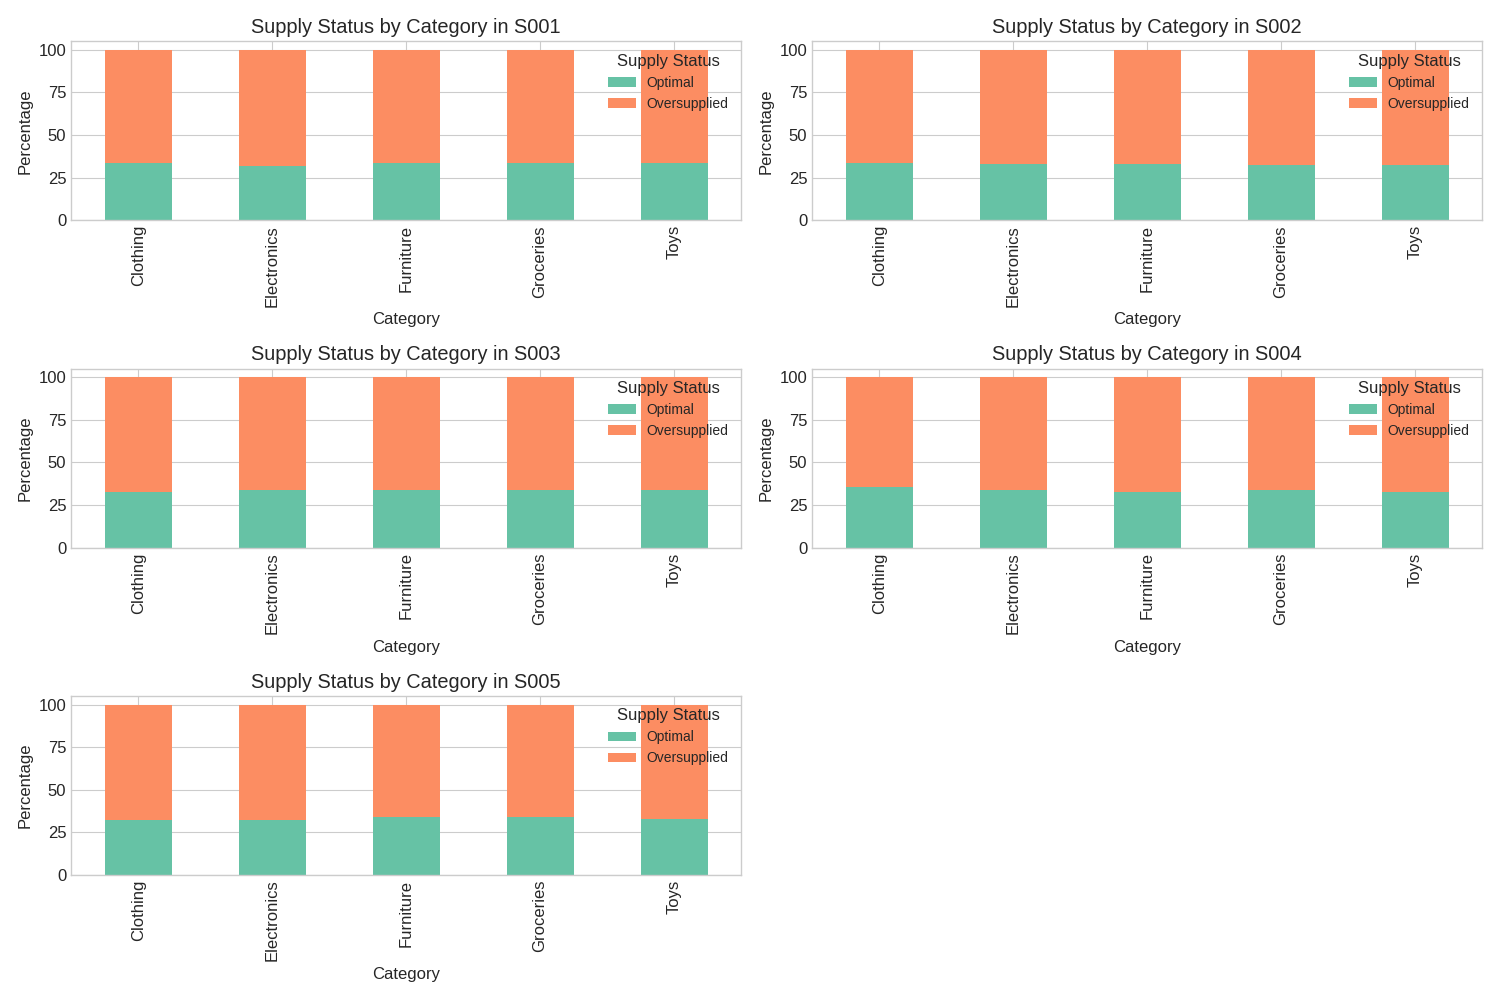 Supply Status by Category in S001
Percentage
100
75
50
25
0
Supply Status
Optimal
Oversupplied
Clothing
Electronics
Furniture
Groceries
Toys
Category
Supply Status by Category in S002
Percentage
100
75
50
25
0
Supply Status
Optimal
Oversupplied
Clothing
Electronics
Furniture
Groceries
Toys
Category
Supply Status by Category in S003
Percentage
100
75
50
25
0
Supply Status
Optimal
Oversupplied
Clothing
Electronics
Furniture
Groceries
Toys
Category
Supply Status by Category in S004
Percentage
100
75
50
25
0
Supply Status
Optimal
Oversupplied
Clothing
Electronics
Furniture
Groceries
Toys
Category
Supply Status by Category in S005
Percentage
100
75
50
25
0
Supply Status
Optimal
Oversupplied
Clothing
Electronics
Furniture
Groceries
Toys
Category